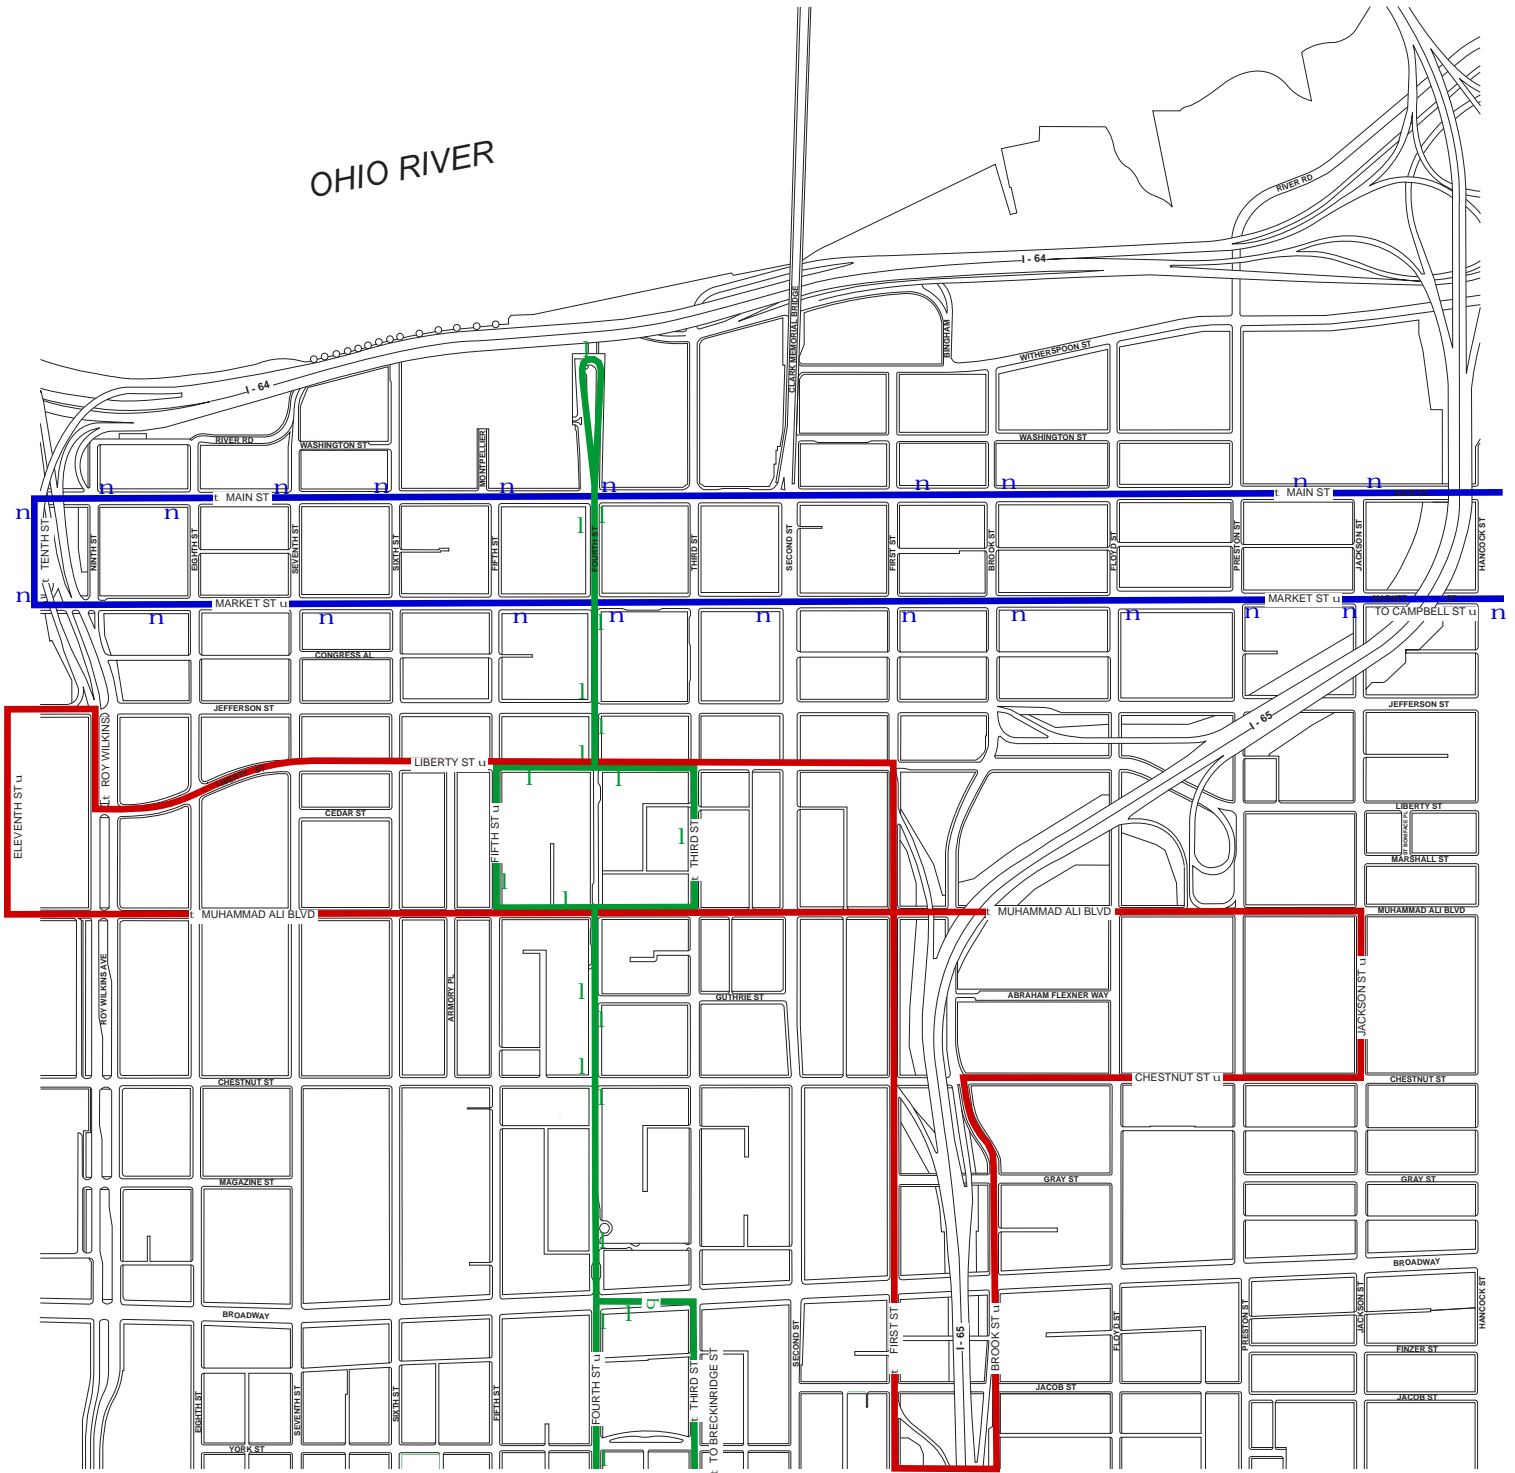 OHIO RIVER
RIVER RD
I - 64
CLARK MEMORIAL BRIDGE
BINGHAM
WITHERSPOON ST
I - 64
l
RIVER RD
WASHINGTON ST
MONTPELLIER
WASHINGTON ST
n
n
n
n
n
n
n
n
n
t MAIN ST
t MAIN ST
n
n
l
l
t TENTH ST
NINTH ST
EIGHTH ST
SEVENTH ST
SIXTH ST
FIFTH ST
FOURTH ST
THIRD ST
SECOND ST
FIRST ST
BROOK ST
FLOYD ST
PRESTON ST
JACKSON ST
HANCOCK ST
n
MARKET ST u
MARKET ST u
TO CAMPBELL ST u
n
n
n
n
n
n
n
n
n
n
n
l
CONGRESS AL
l
JEFFERSON ST
JEFFERSON ST
t ROY WILKINS
l
I - 65
l
LIBERTY ST u
LIBERTY ST
l
l
ELEVENTH ST u
CEDAR ST
FIFTH ST u
l
t THIRD ST
LIBERTY ST
ST BONIFACE PL
MARSHALL ST
l
l
t MUHAMMAD ALI BLVD
t MUHAMMAD ALI BLVD
MUHAMMAD ALI BLVD
ROY WILKINS AVE
ARMORY PL
l
l
GUTHRIE ST
ABRAHAM FLEXNER WAY
JACKSON ST u
l
CHESTNUT ST
CHESTNUT ST u
CHESTNUT ST
l
MAGAZINE ST
GRAY ST
GRAY ST
l
BROADWAY
BROADWAY
q
l
l
FOURTH ST u
t THIRD ST
t TO BRECKINRIDGE ST
SECOND ST
t FIRST ST
I - 65
BROOK ST u
FLOYD ST
PRESTON ST
JACKSON ST
HANCOCK ST
FINZER ST
JACOB ST
JACOB ST
EIGHTH ST
SEVENTH ST
SIXTH ST
FIFTH ST
YORK ST
l